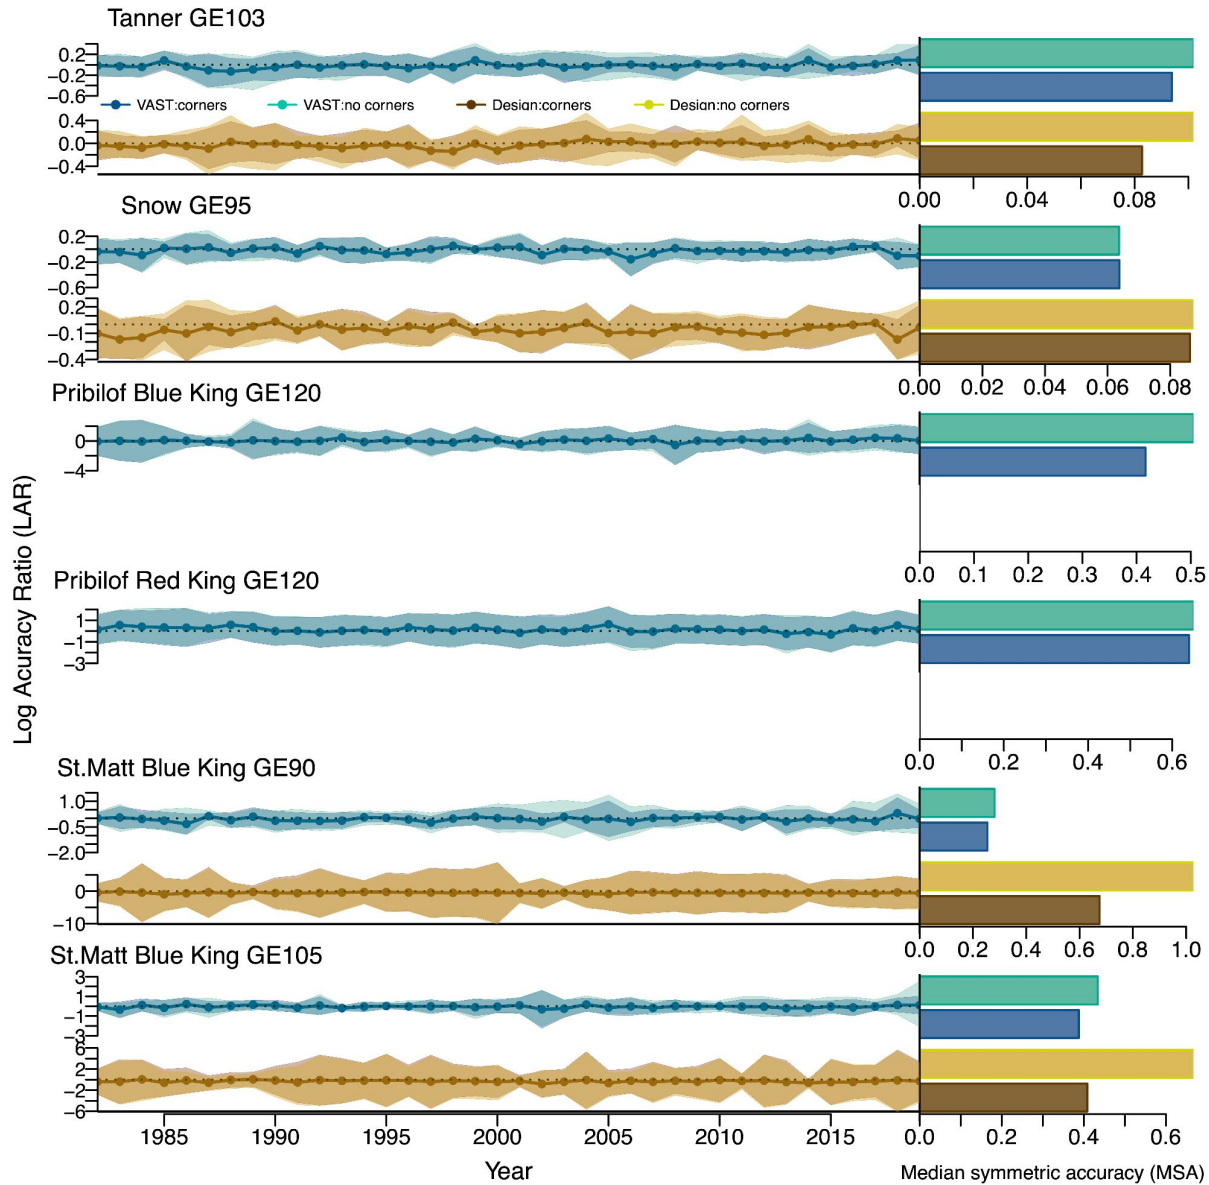 Tanner GE103
0.2
−0.2
−0.6
VAST:corners VAST:no corners Design:corners Design:no corners
0.4
0.0
−0.4
0.00 0.04 0.08
Snow GE95
0.2
−0.2
−0.6
0.2
−0.1
−0.4
0.00 0.02 0.04 0.06 0.08
Pribilof Blue King GE120
0
−4
0.0 0.1 0.2 0.3 0.4 0.5
Pribilof Red King GE120
1
−1
−3
0.0 0.2 0.4 0.6
Log Acuracy Ratio (LAR)
St.Matt Blue King GE90
1.0
−0.5
−2.0
0
−10
0.0 0.2 0.4 0.6 0.8 1.0
St.Matt Blue King GE105
3
1
−1
−3
6
2
−2
−6
1985 1990 1995 2000 2005 2010 2015
0.0 0.2 0.4 0.6
Year
Median symmetric accuracy (MSA)